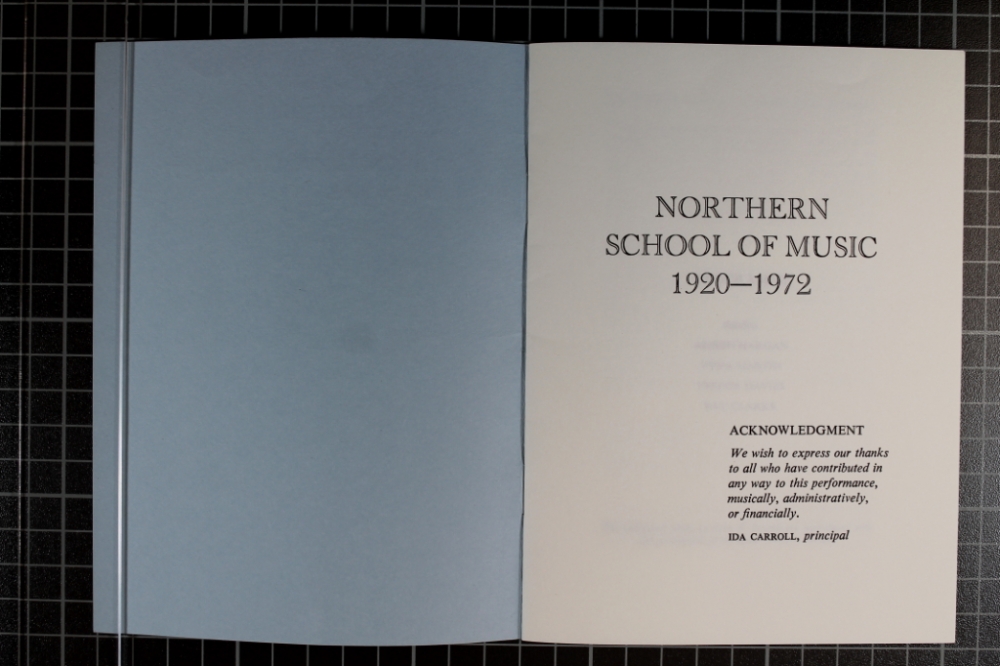 NORTHERN
SCHOOL OF MUSIC
1920—1972
ACKNOWLEDGMENT
We wish to express our thanks
to all who have contributed in
any way to this performance,
musically, administratively,
or financially.
IDA CARROLL, principal